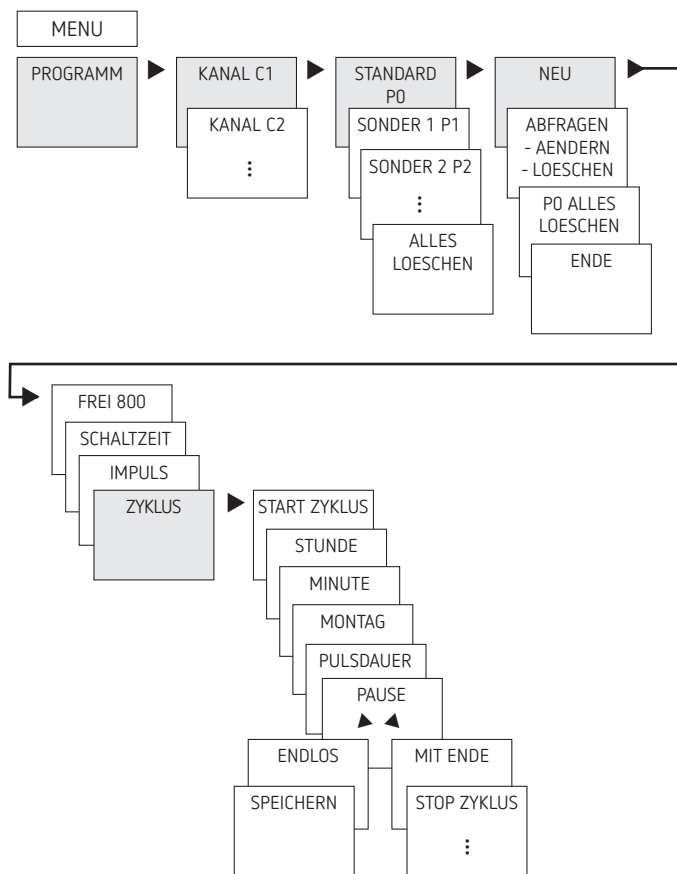 MENU
PROGRAMM
KANAL C1
KANAL C2
STANDARD
P0
SONDER 1 P1
SONDER 2 P2
ALLES
LOESCHEN
NEU
ABFRAGEN
- AENDERN
- LOESCHEN
P0 ALLES
LOESCHEN
ENDE
FREI 800
SCHALTZEIT
IMPULS
ZYKLUS
START ZYKLUS
STUNDE
MINUTE
MONTAG
PULSDAUER
PAUSE
ENDLOS
SPEICHERN
MIT ENDE
STOP ZYKLUS